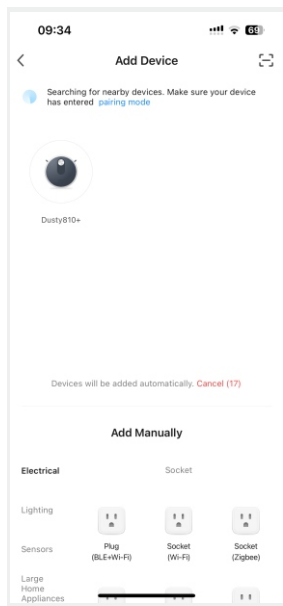 09:34
69
Add Device
Searching for nearby devices. Make sure your device
has entered pairing mode
Dusty810+
Devices will be added automatically. Cancel (17)
Add Manually
Electrical
Socket
Lighting
Plug
(BLE+Wi-Fi)
Socket
(Wi-Fi)
Socket
(Zigbee)
Sensors
Large
Home
Appliances